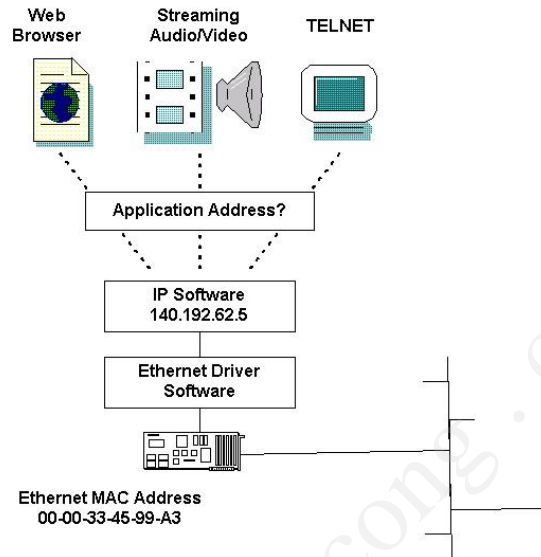 Web
Browser
Streaming
Audio/Video
TELNET
Application Address?
IP Software
140.192.62.5
Ethernet Driver
Software
Ethernet MAC Address
00-00-33-45-99-A3
cong . c